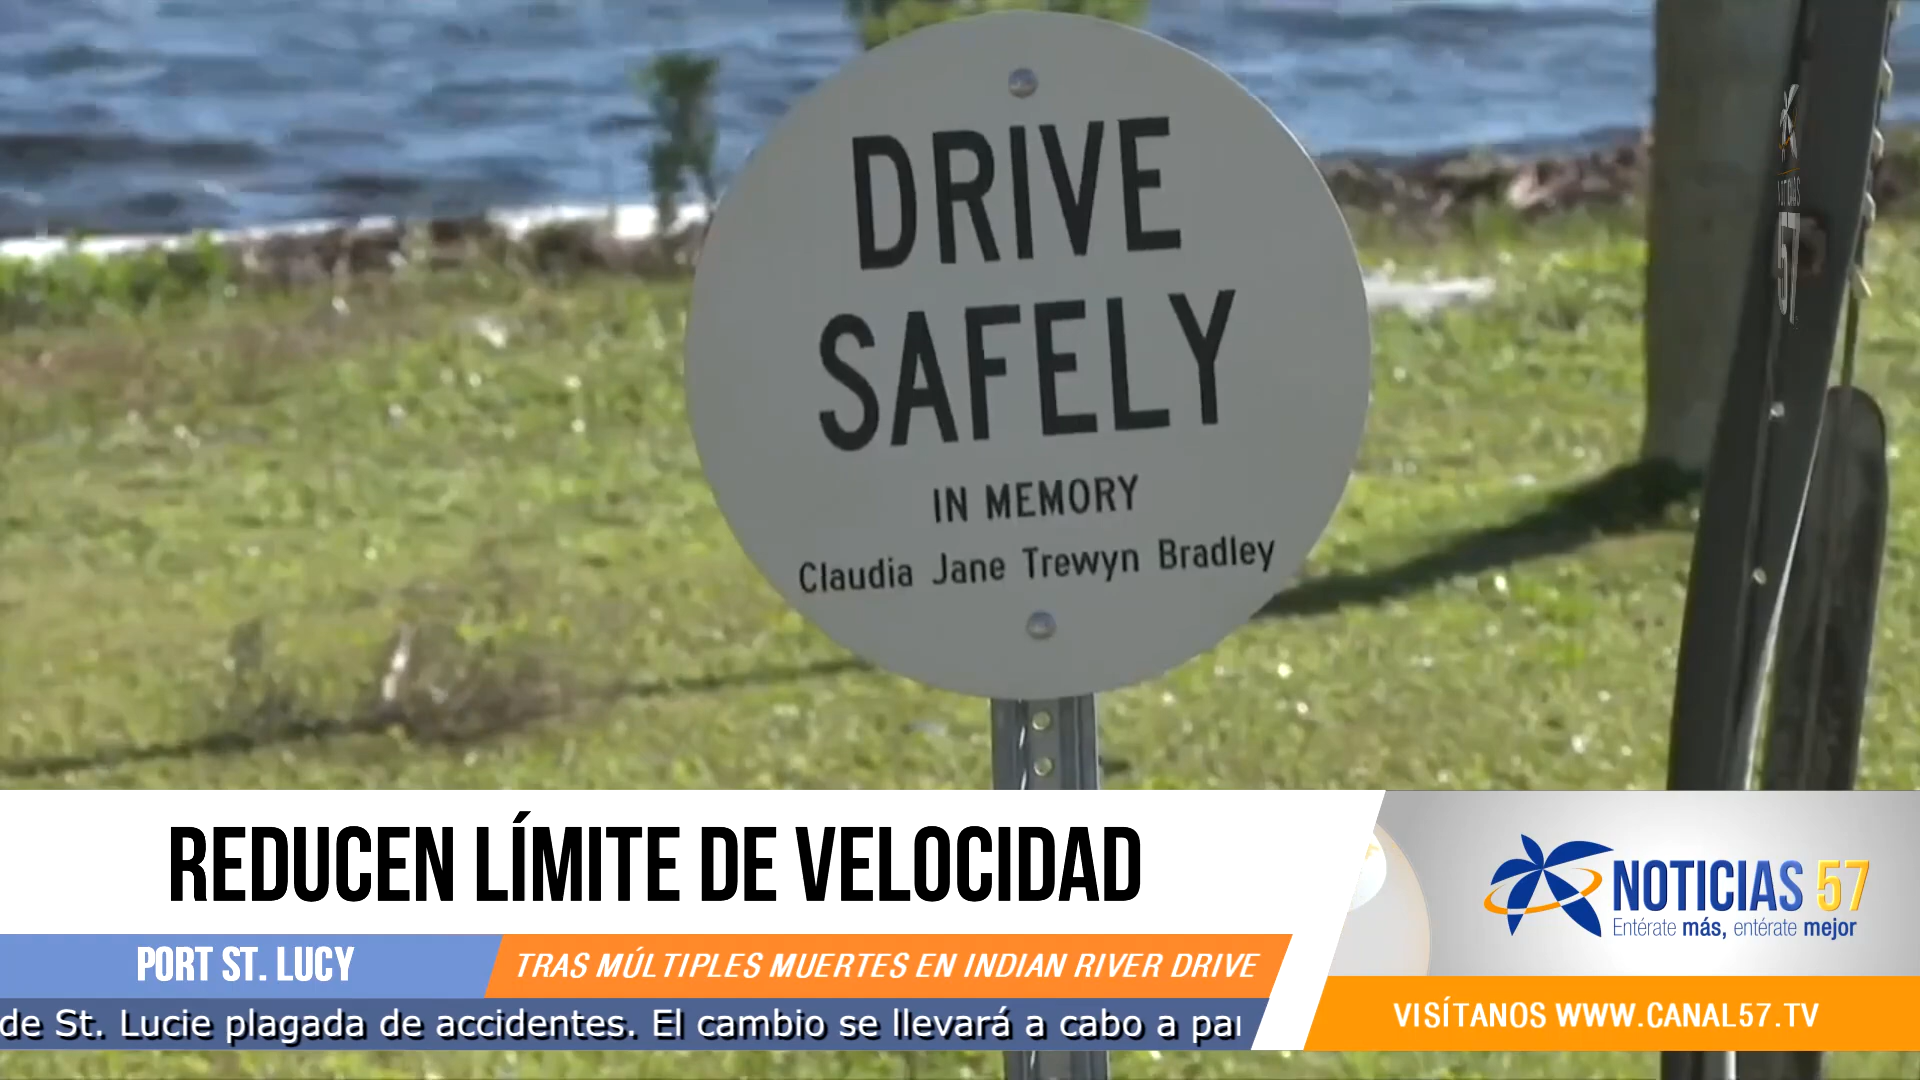 DRIVE
SAFELY
IN MEMORY
Claudia Jane Trewyn Bradley
NOTICIAS
57
REDUCEN LÍMITE DE VELOCIDAD
PORT ST. LUCY
TRAS MÚLTIPLES MUERTES EN INDIAN RIVER DRIVE
de St. Lucie plagada de accidentes. El cambio se llevará a cabo a
NOTICIAS 57
Entérate más, entérate mejor
VISÍTANOS WWW.CANAL57.TV